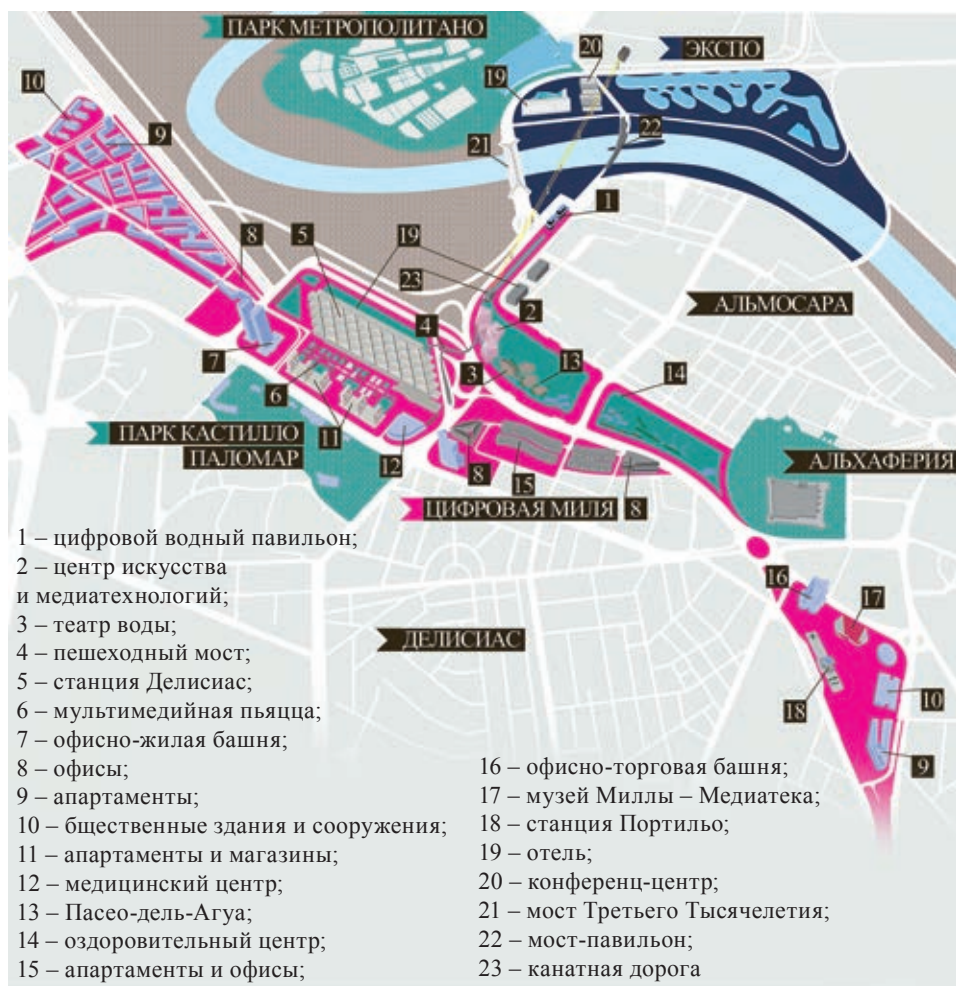 ПАРК МЕТРОПОЛИТАНО
20
ЭКСПО
19
10
9
21
22
1
8
5
19
23
4
2
АЛЬМОСАРА
3
13
14
7
6
11
ПАРК КАСТИЛЛО
ПАЛОМАР
12
8
15
8
АЛЬХАФЕРИЯ
ЦИФРОВАЯ МИЛЯ
16
17
ДЕЛИСИАС
18
10
9
1 – цифровой водный павильон;
2 – центр искусства
и медиатехнологий;
3 – театр воды;
4 – пешеходный мост;
5 – станция Делисиас;
6 – мультимедийная пьяцца;
7 – офисно-жилая башня;
8 – офисы;
9 – апартаменты;
10 – бщественные здания и сооружения;
11 – апартаменты и магазины;
12 – медицинский центр;
13 – Пасео-дель-Агуа;
14 – оздоровительный центр;
15 – апартаменты и офисы;
16 – офисно-торговая башня;
17 – музей Миллы – Медиатека;
18 – станция Портильо;
19 – отель;
20 – конференц-центр;
21 – мост Третьего Тысячелетия;
22 – мост-павильон;
23 – канатная дорога